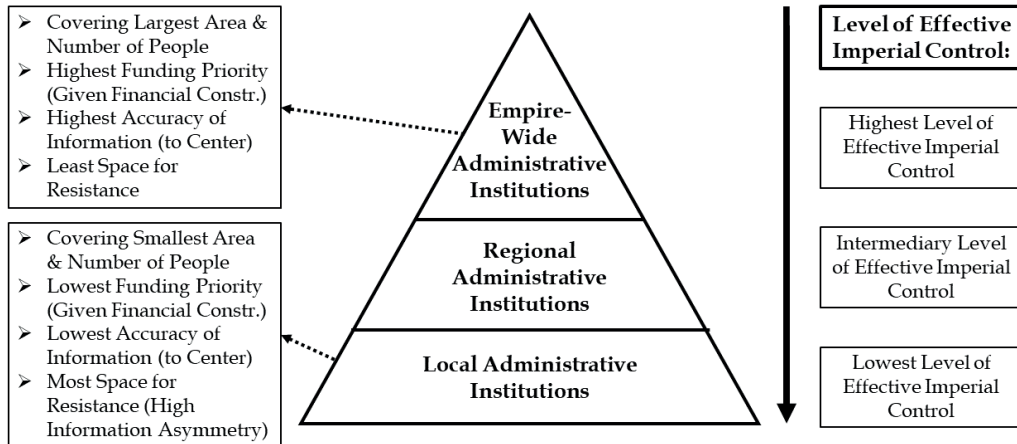 ➢ Covering Largest Area &
Number of People
➢ Highest Funding Priority
(Given Financial Constr.)
➢ Highest Accuracy of
Information (to Center)
➢ Least Space for
Resistance
➢ Covering Smallest Area
& Number of People
➢ Lowest Funding Priority
(Given Financial Constr.)
➢ Lowest Accuracy of
Information (to Center)
➢ Most Space for
Resistance (High
Information Asymmetry)
Empire-
Wide
Administrative
Institutions
Regional
Administrative
Institutions
Local Administrative
Institutions
Level of Effective
Imperial Control:
Highest Level of
Effective Imperial
Control
Intermediary Level
of Effective Imperial
Control
Lowest Level of
Effective Imperial
Control